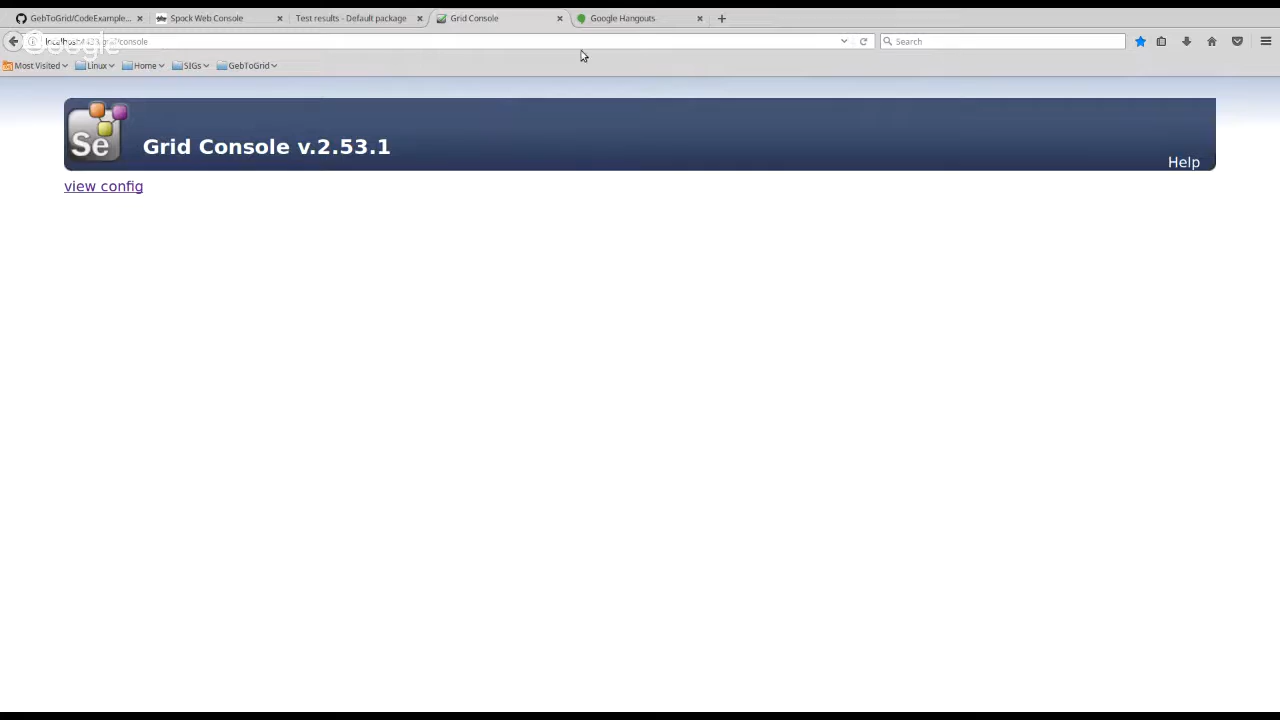 GebToGrid/CodeExample...
Spock Web Console
Test results - Default package
Grid Console
Google Hangouts
Google
Search
Most Visited
Linux
Home
SIGs
GebToGrid
Se
Grid Console v.2.53.1
Help
view config